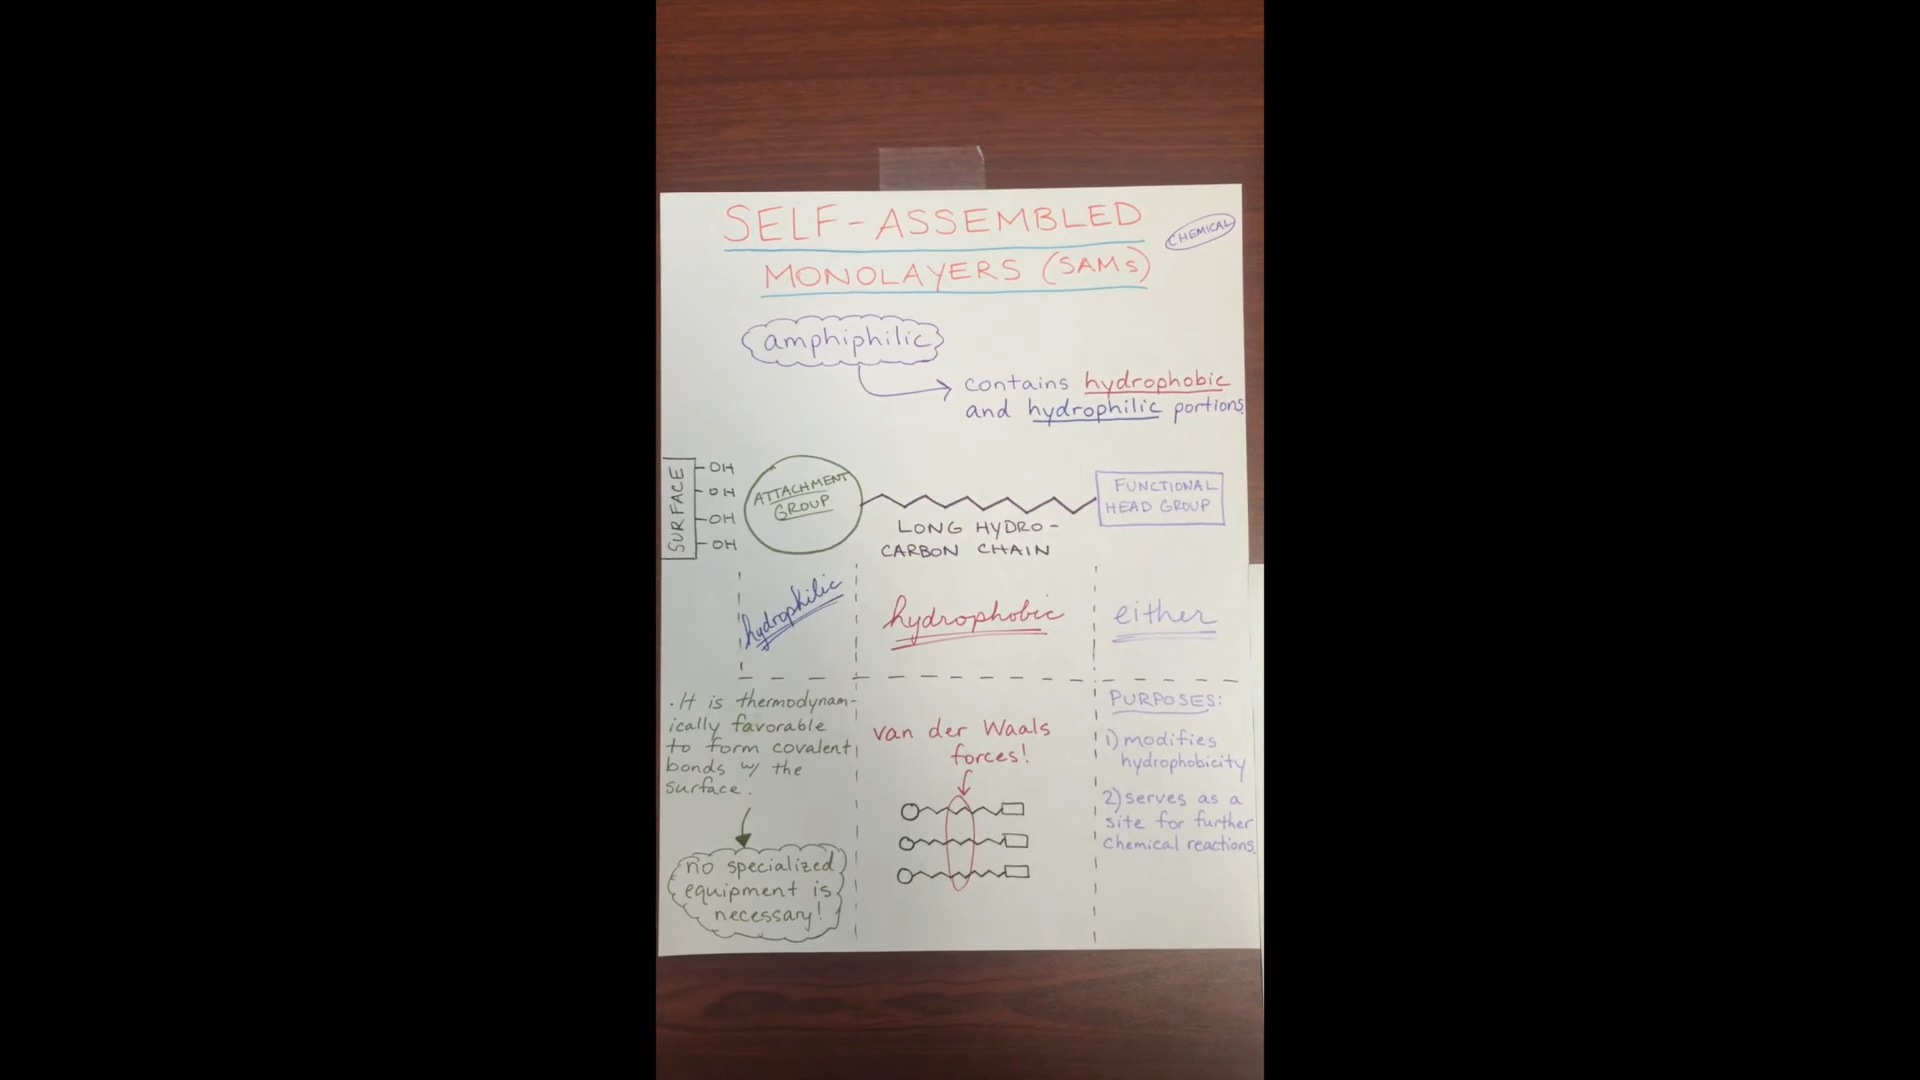 SELF-ASSEMBLED
MONOLAYERS (SAMs)
CHEMICAL
amphiphilic
contains hydrophobic
and hydrophilic portions.
SURFACE
-OH
-OH
-OH
-OH
ATTACHMENT
GROUP
LONG HYDRO-
CARBON CHAIN
FUNCTIONAL
HEAD GROUP
hydrophilic
hydrophobic
either
• It is thermodynam-
ically favorable
to form covalent
bonds w/ the
surface.
no specialized
equipment is
necessary!
van der Waals
forces!
PURPOSES:
1) modifies
hydrophobicity
2) serves as a
site for further
chemical reactions.